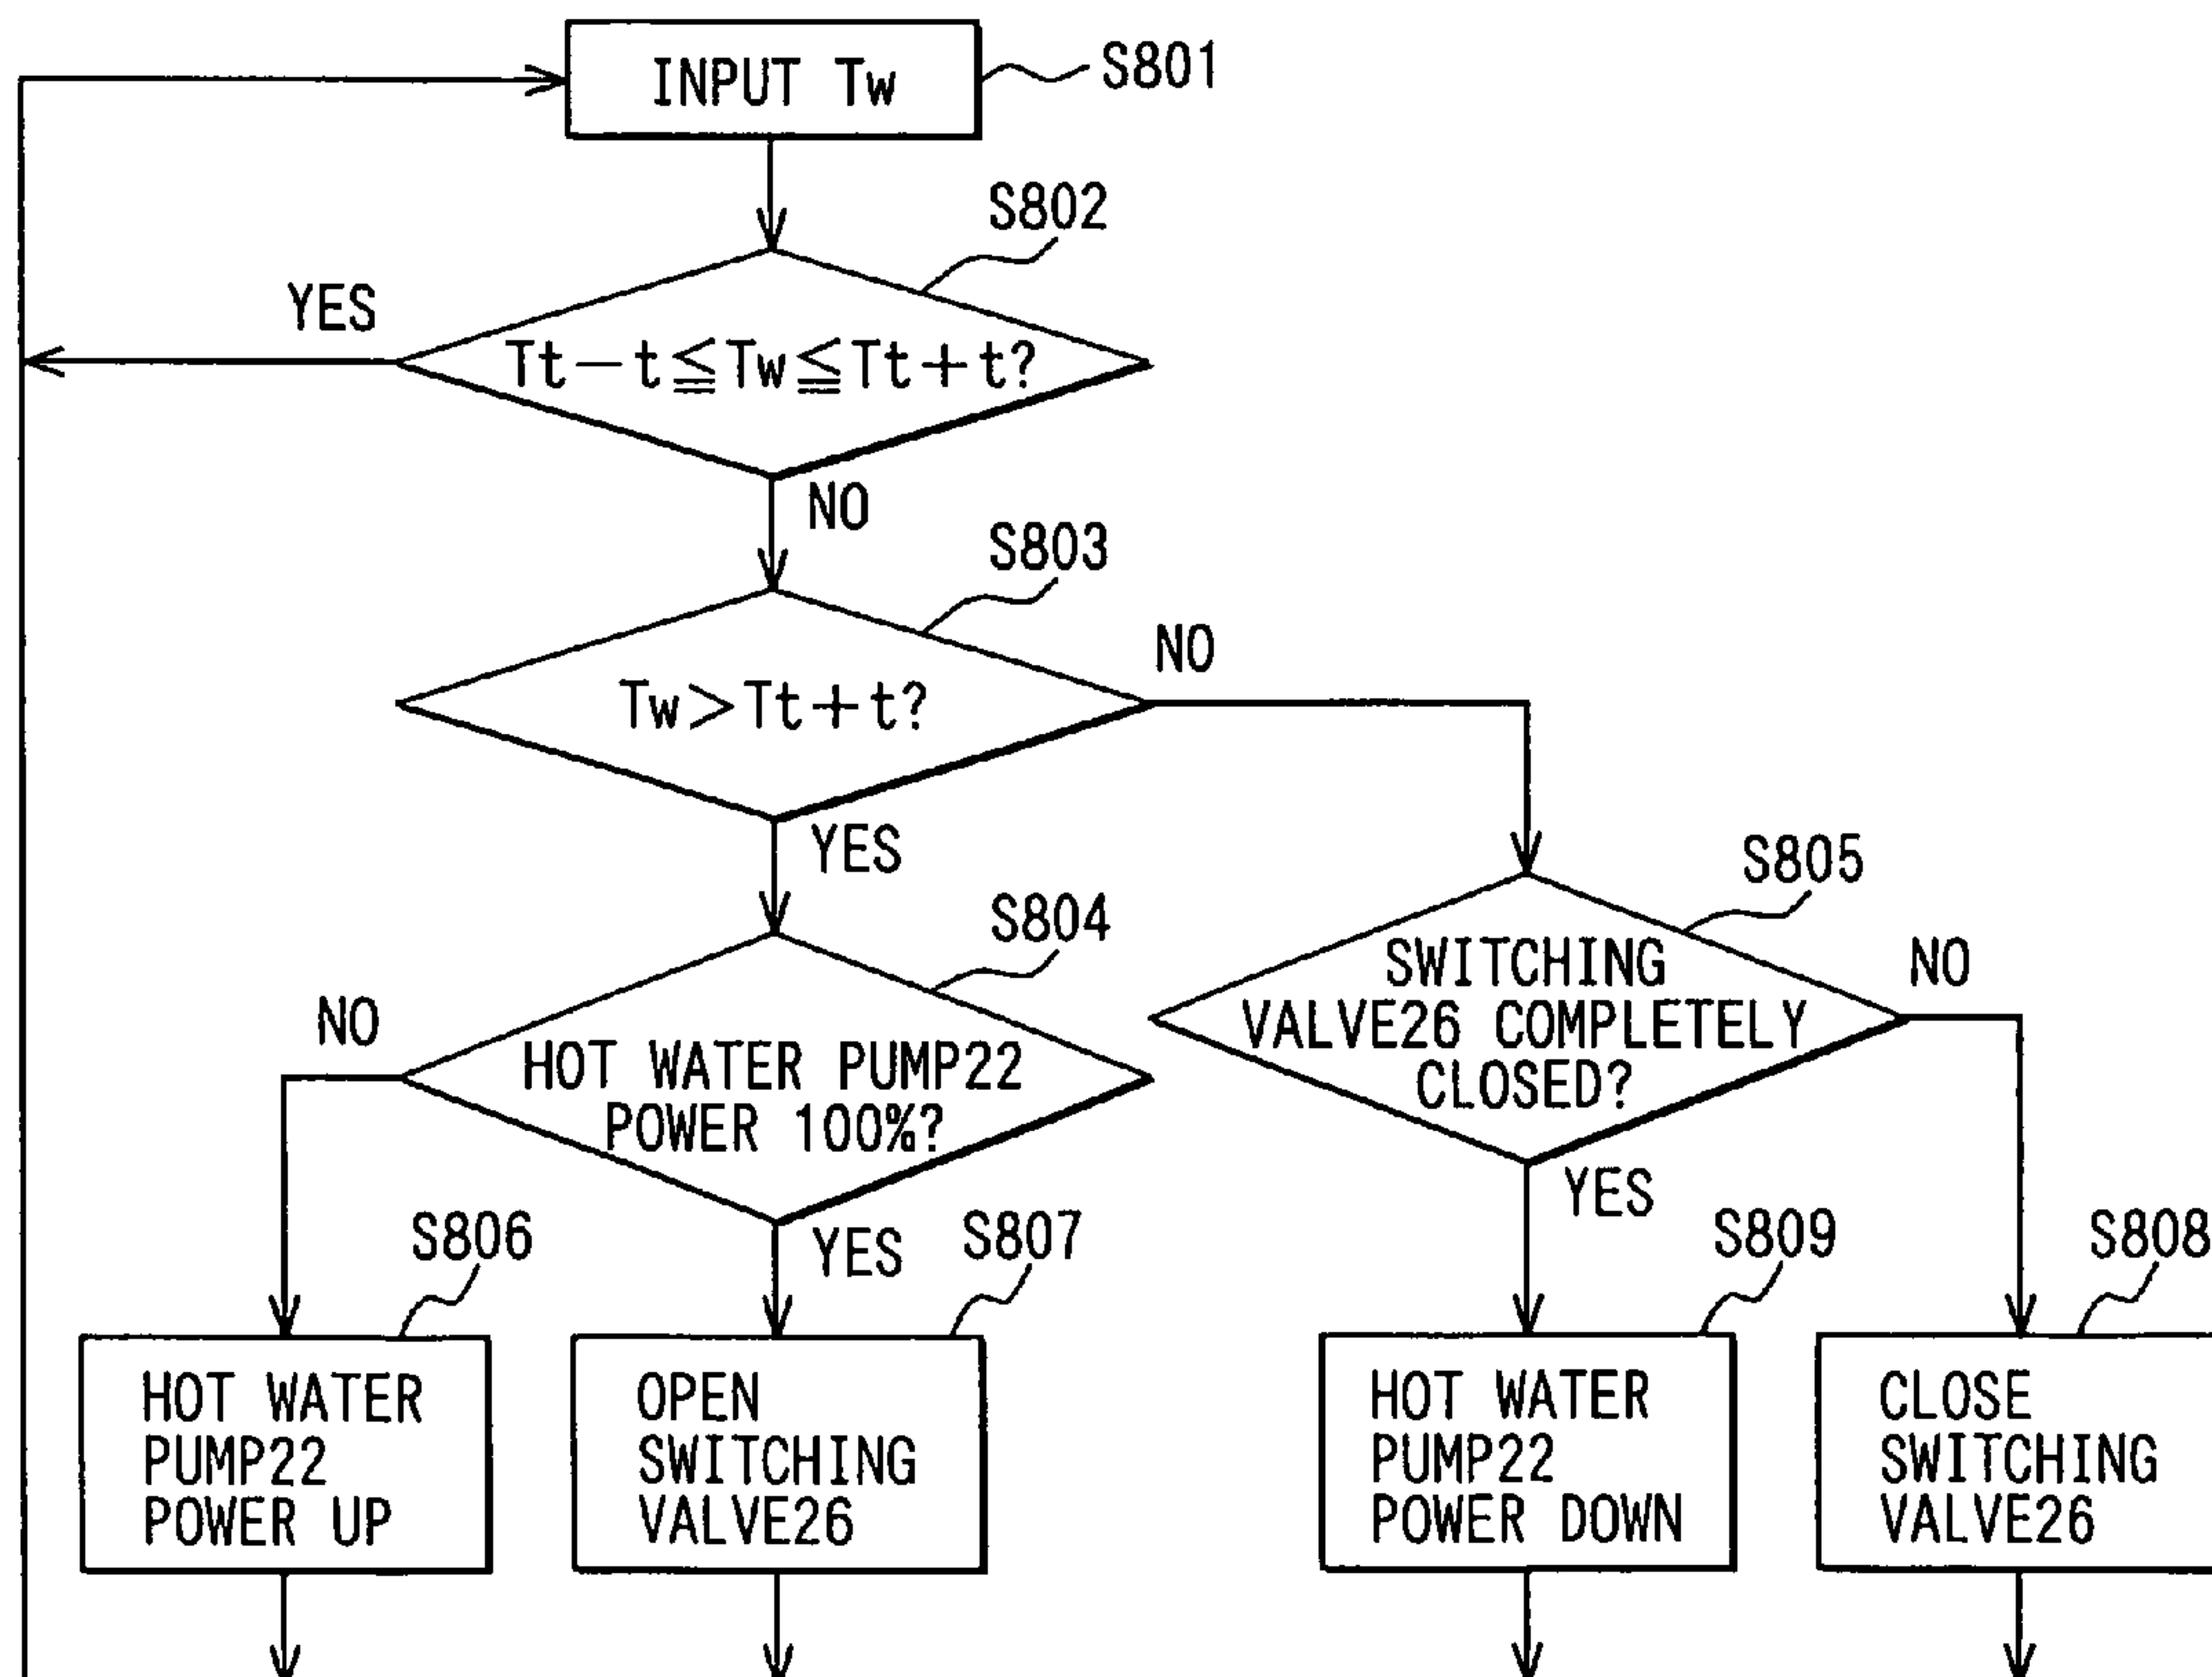 INPUT Tw
S801
S802
YES
Tt-t≦Tw≦Tt+t?
NO
S803
NO
Tw>Tt+t?
YES
S804
S805
NO
HOT WATER PUMP22
POWER 100%?
SWITCHING
VALVE26 COMPLETELY
CLOSED?
NO
YES
YES
S806
S807
S809
S808
HOT WATER
PUMP22
POWER UP
OPEN
SWITCHING
VALVE26
HOT WATER
PUMP22
POWER DOWN
CLOSE
SWITCHING
VALVE26